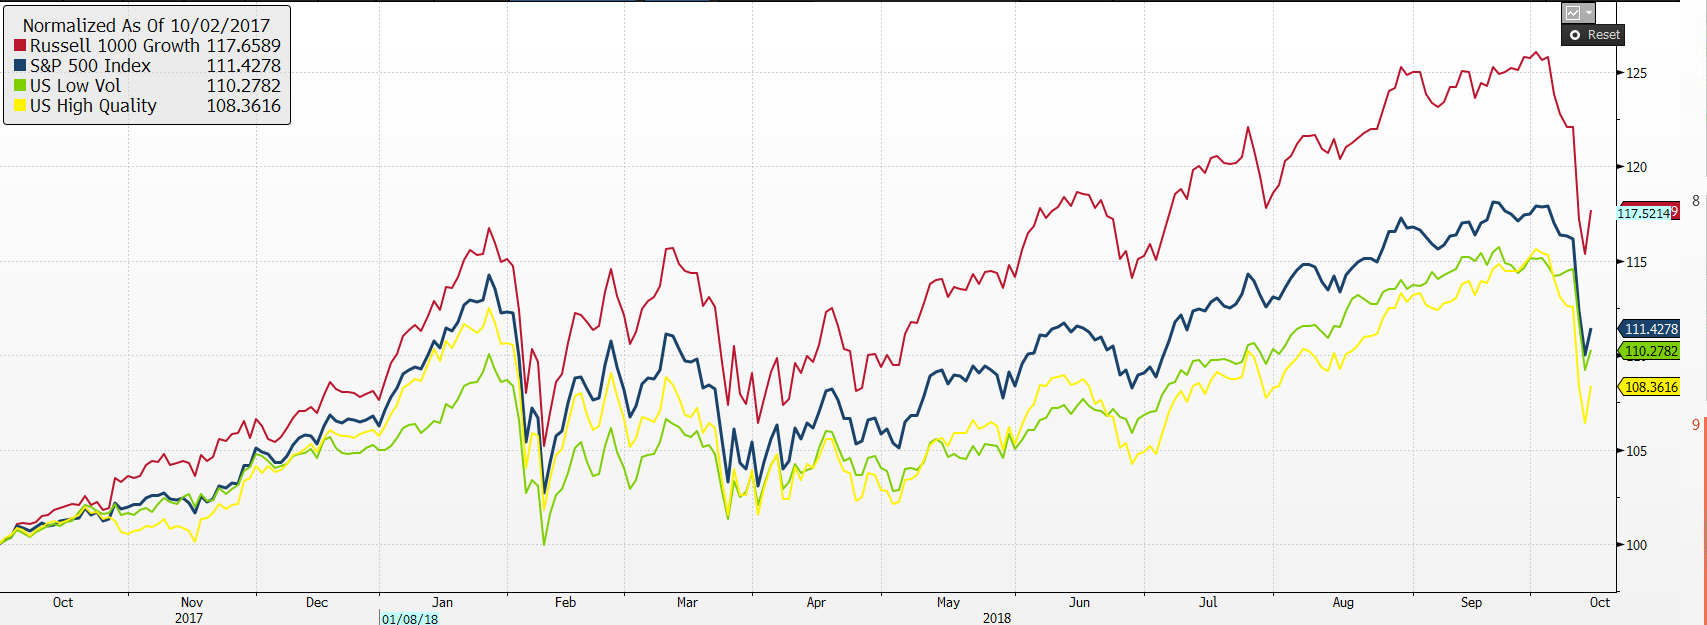 Normalized As Of 10/02/2017
Russell 1000 Growth 117.6589
S&P 500 Index 111.4278
US Low Vol 110.2782
US High Quality 108.3616
Reset
125
120
8
117.5214 9
115
111.4278
110.2782
108.3616
9
105
100
Oct Nov Dec Jan Feb Mar Apr May Jun Jul Aug Sep Oct
2017 01/08/18 2018